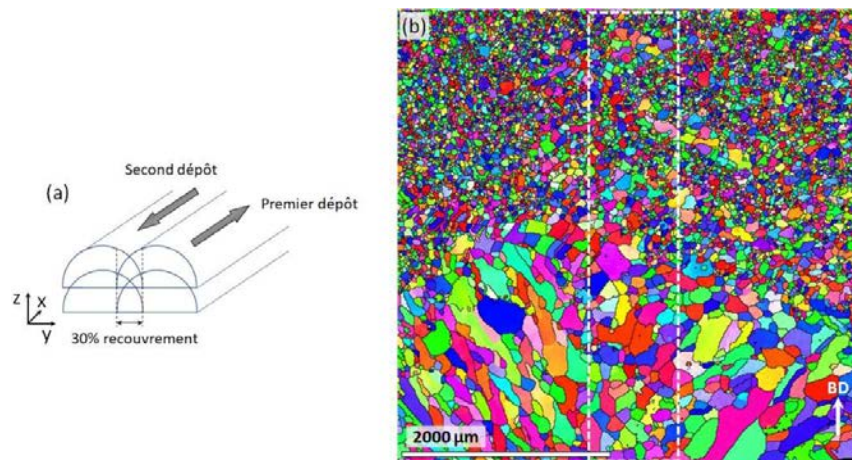 (a)
Second dépôt
Premier dépôt
z
x
y
30% recouvrement
(b)
2000 µm
BD